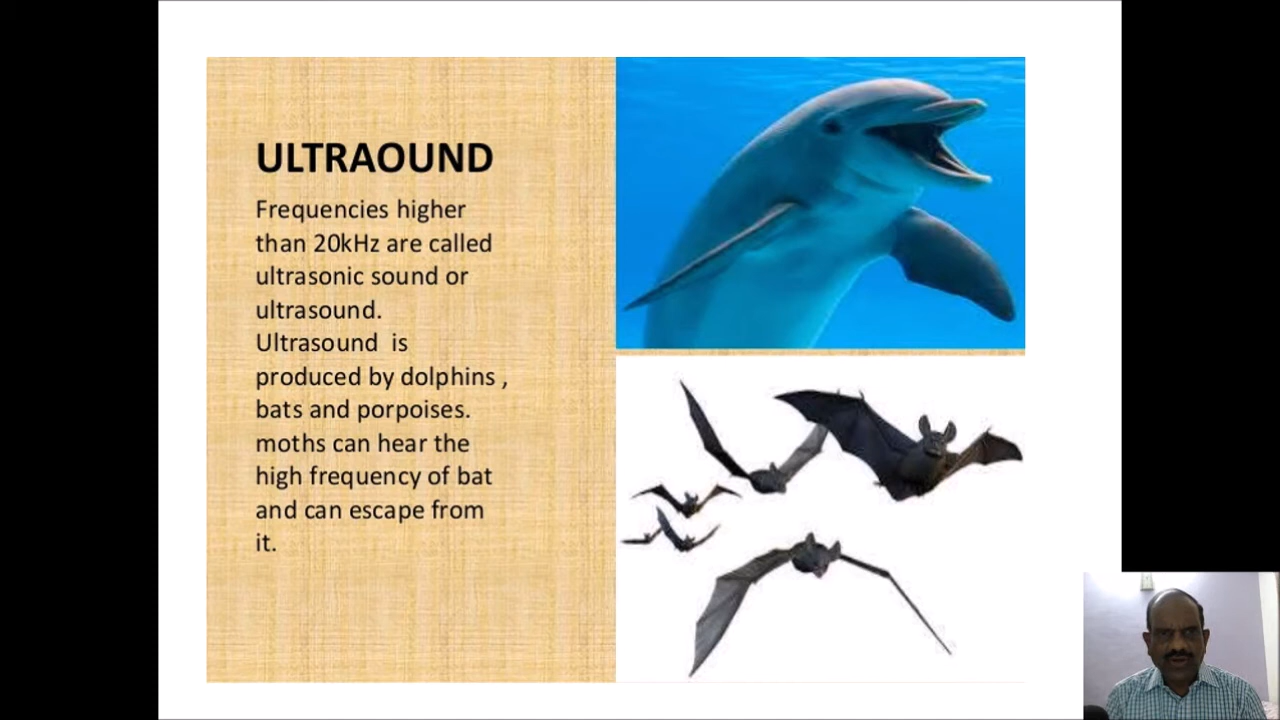 ULTRAOUND
Frequencies higher
than 20kHz are called
ultrasonic sound or
ultrasound.
Ultrasound  is
produced by dolphins ,
bats and porpoises.
moths can hear the
high frequency of bat
and can escape from
it.